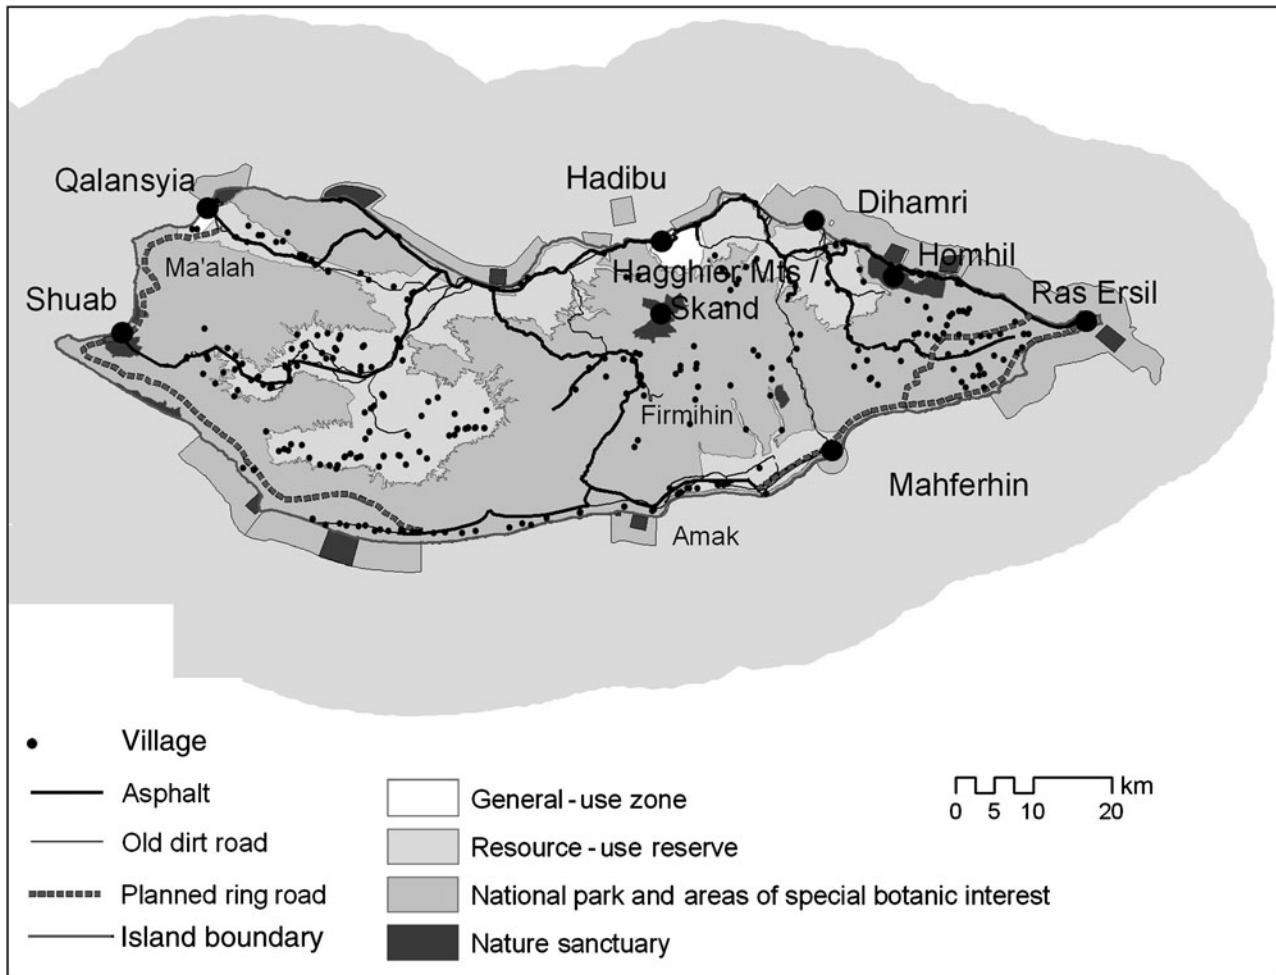 Qalansyia
Hadibu
Dihamri
Ma'alah
Homhil
Hagghier Mts /
Skand
Shuab
Ras Ersil
Firmihin
Mahferhin
Amak
Village
Asphalt
Old dirt road
Planned ring road
Island boundary
General-use zone
Resource-use reserve
National park and areas of special botanic interest
Nature sanctuary
km
0 5 10 20